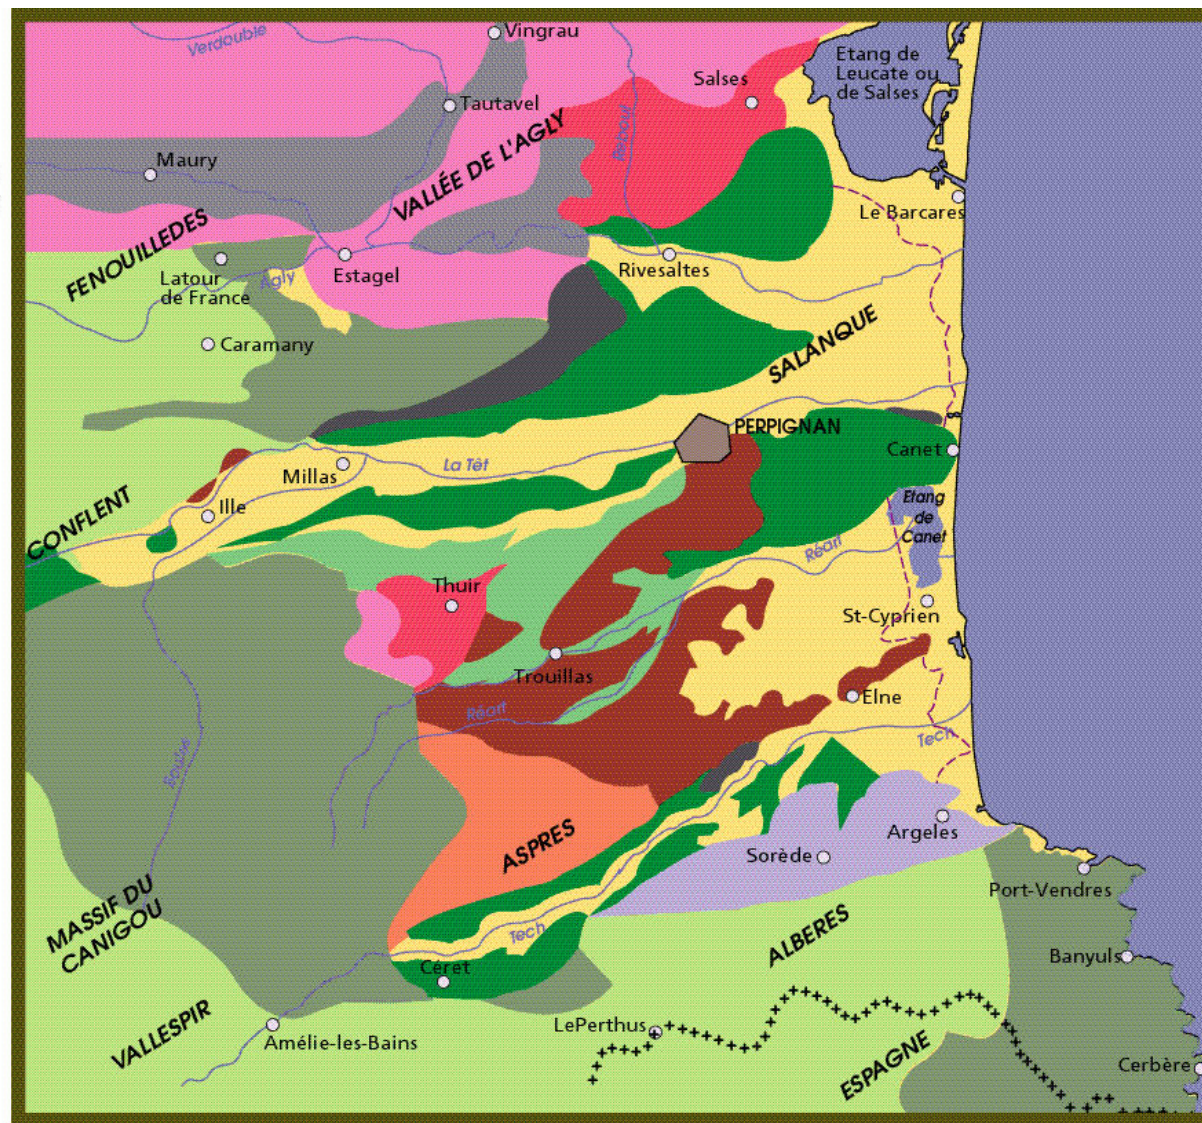 Vingrau
Verdouble
Etang de
Leucate ou
de Salses
Salses
Tautavel
Roboul
VALLÉE DE L'AGLY
Maury
Le Barcares
FENOUILLEDES
Latour
de France
Agly
Estagel
Rivesaltes
Caramany
SALANQUE
PERPIGNAN
Canet
La Têt
Millas
Ille
CONFLENT
Etang
de
Canet
Réart
Thuir
St-Cyprien
Trouillas
Elne
Réart
Tech
Boulès
ASPRES
Argeles
Sorède
Port-Vendres
MASSIF DU
CANIGOU
Tech
ALBERES
Banyuls
Céret
VALLESPIR
Amélie-les-Bains
LePerthus
ESPAGNE
Cerbère